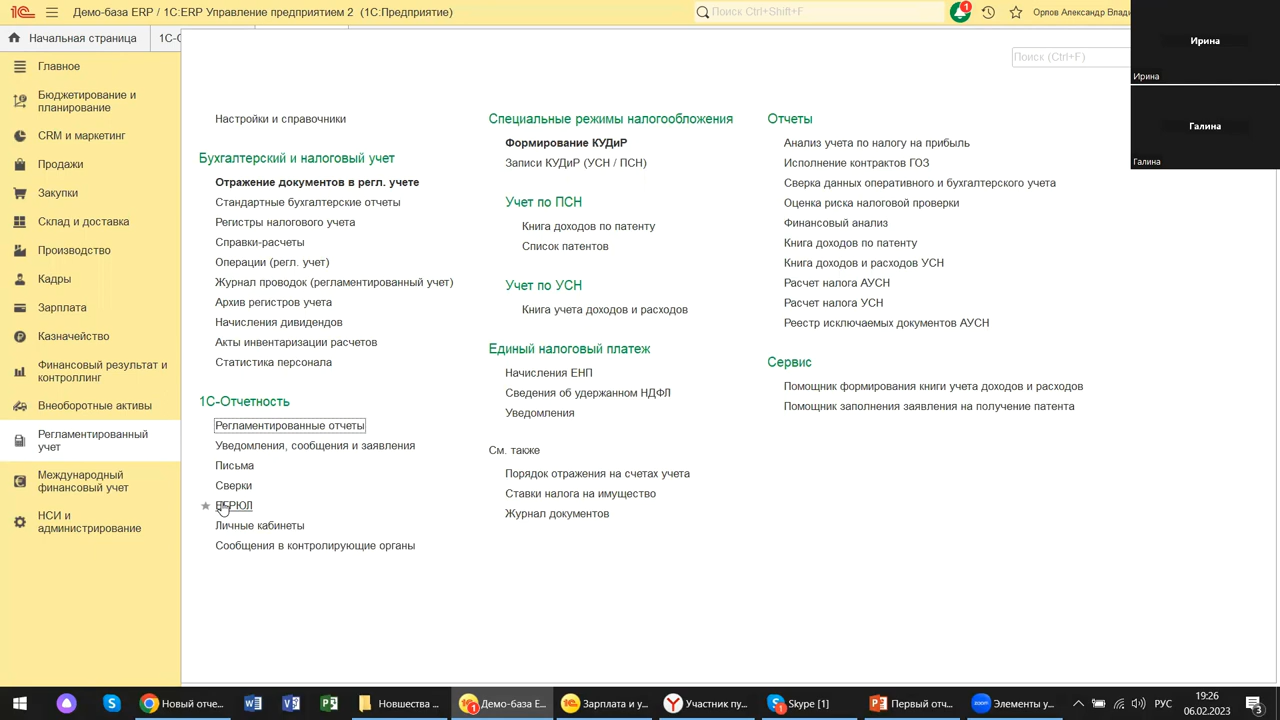 Демо-база ERP / 1С:ERP Управление предприятием 2 (1С:Предприятие)
Поиск Ctrl+Shift+F
1
Орлов Александр Влади
Начальная страница
1С-
Поиск (Ctrl+F)
Ирина
Ирина
Галина
Галина
Главное
Бюджетирование и
планирование
CRM и маркетинг
Продажи
Закупки
Склад и доставка
Производство
Кадры
Зарплата
Казначейство
Финансовый результат и
контроллинг
Внеоборотные активы
Регламентированный
учет
Международный
финансовый учет
НСИ и
администрирование
Настройки и справочники
Бухгалтерский и налоговый учет
Отражение документов в регл. учете
Стандартные бухгалтерские отчеты
Регистры налогового учета
Справки-расчеты
Операции (регл. учет)
Журнал проводок (регламентированный учет)
Архив регистров учета
Начисления дивидендов
Акты инвентаризации расчетов
Статистика персонала
1С-Отчетность
Регламентированные отчеты
Уведомления, сообщения и заявления
Письма
Сверки
ЕГРЮЛ
Личные кабинеты
Сообщения в контролирующие органы
Специальные режимы налогообложения
Формирование КУДиР
Записи КУДиР (УСН / ПСН)
Учет по ПСН
Книга доходов по патенту
Список патентов
Учет по УСН
Книга учета доходов и расходов
Единый налоговый платеж
Начисления ЕНП
Сведения об удержанном НДФЛ
Уведомления
См. также
Порядок отражения на счетах учета
Ставки налога на имущество
Журнал документов
Отчеты
Анализ учета по налогу на прибыль
Исполнение контрактов ГОЗ
Сверка данных оперативного и бухгалтерского учета
Оценка риска налоговой проверки
Финансовый анализ
Книга доходов по патенту
Книга доходов и расходов УСН
Расчет налога АУСН
Расчет налога УСН
Реестр исключаемых документов АУСН
Сервис
Помощник формирования книги учета доходов и расходов
Помощник заполнения заявления на получение патента
Новый отче...
Новшества ...
Демо-база E...
Зарплата и у...
Участник пу...
Skype [1]
Первый отч...
Элементы у...
РУС
19:26
06.02.2023
3